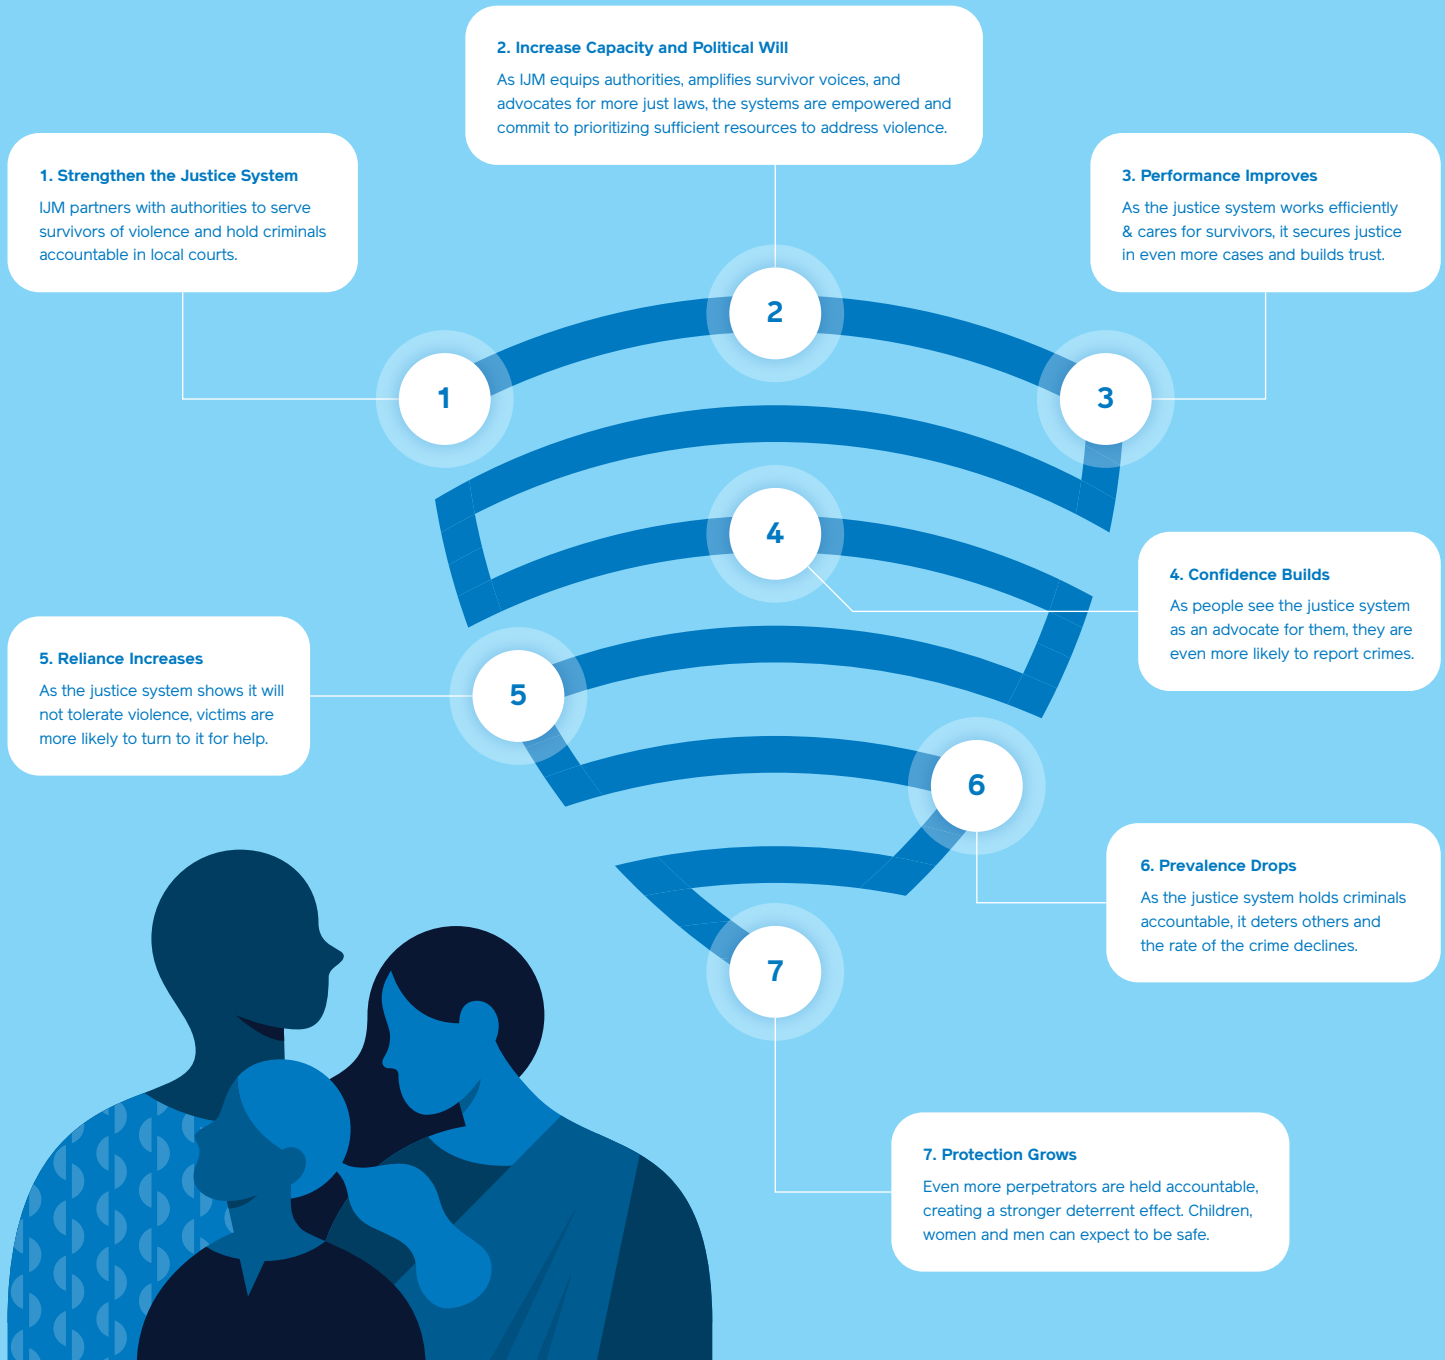 2. Increase Capacity and Political Will
As IJM equips authorities, amplifies survivor voices, and
advocates for more just laws, the systems are empowered and
commit to prioritizing sufficient resources to address violence.
1. Strengthen the Justice System
IJM partners with authorities to serve
survivors of violence and hold criminals
accountable in local courts.
3. Performance Improves
As the justice system works efficiently
& cares for survivors, it secures justice
in even more cases and builds trust.
2
1
3
4
4. Confidence Builds
As people see the justice system
as an advocate for them, they are
even more likely to report crimes.
5. Reliance Increases
As the justice system shows it will
not tolerate violence, victims are
more likely to turn to it for help.
5
6
6. Prevalence Drops
As the justice system holds criminals
accountable, it deters others and
the rate of the crime declines.
7
7. Protection Grows
Even more perpetrators are held accountable,
creating a stronger deterrent effect. Children,
women and men can expect to be safe.